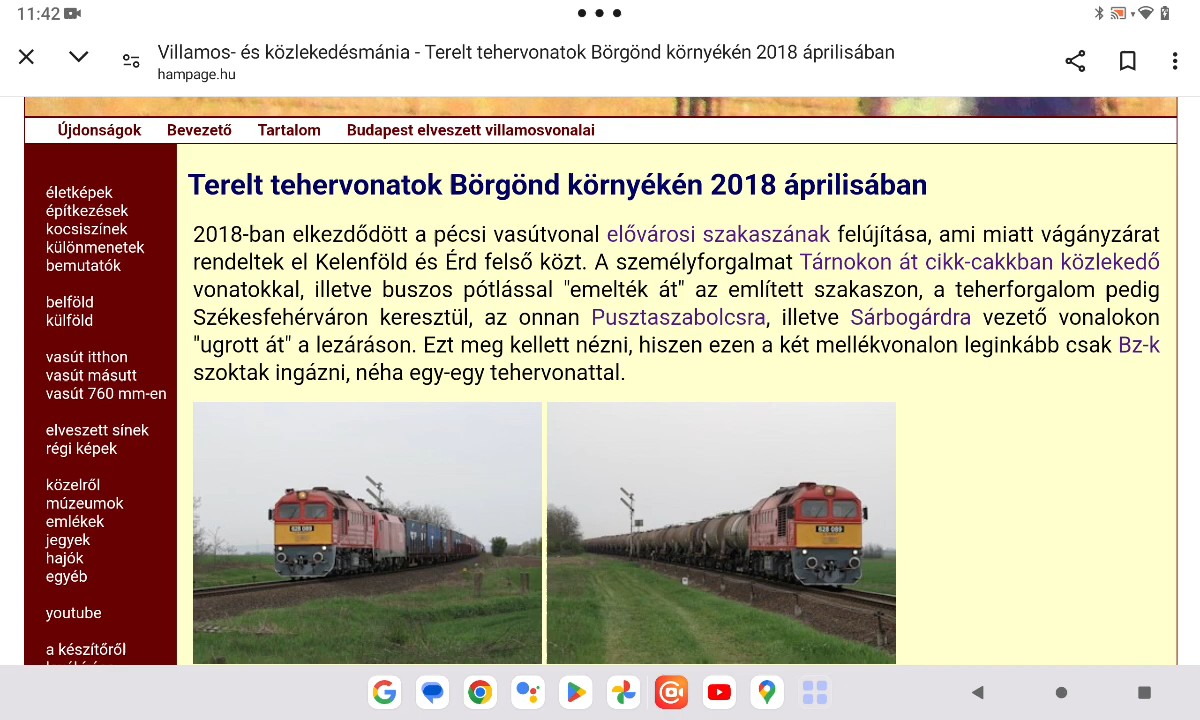 11:42
Villamos- és közlekedésmánia - Terelt tehervonatok Börgönd környékén 2018 áprilisában
hampage.hu
Újdonságok Bevezető Tartalom Budapest elveszett villamosvonalai
életképek
építkezések
kocsiszínek
különmenetek
bemutatók
belföld
külföld
vasút itthon
vasút másutt
vasút 760 mm-en
elveszett sínek
régi képek
közelről
múzeumok
emlékek
jegyek
hajók
egyéb
youtube
a készítőről
Terelt tehervonatok Börgönd környékén 2018 áprilisában
2018-ban elkezdődött a pécsi vasútvonal elővárosi szakaszának felújítása, ami miatt vágányzárat
rendeltek el Kelenföld és Érd felső közt. A személyforgalmat Tárnokon át cikk-cakkban közlekedő
vonatokkal, illetve buszos pótlással "emelték át" az említett szakaszon, a teherforgalom pedig
Székesfehérváron keresztül, az onnan Pusztaszabolcsra, illetve Sárbogárdra vezető vonalokon
"ugrott át" a lezáráson. Ezt meg kellett nézni, hiszen ezen a két mellékvonalon leginkább csak Bz-k
szoktak ingázni, néha egy-egy tehervonattal.
628 089
628 089